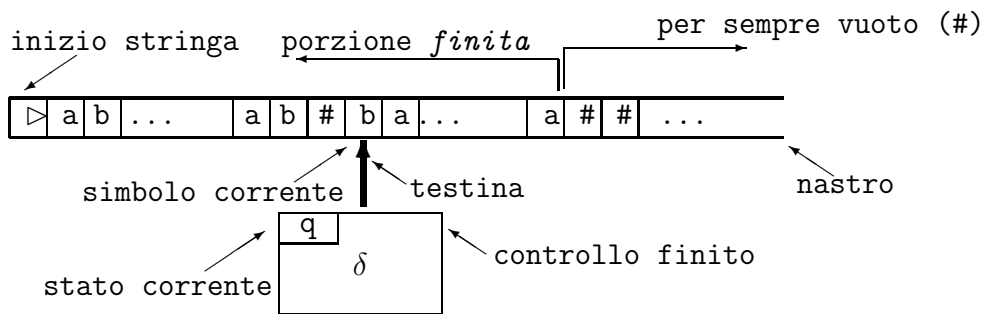 per sempre vuoto (#)
inizio stringa porzione finita
▷ a b ... a b # b a ... a # # ...
simbolo corrente testina nastro
q
δ controllo finito
stato corrente